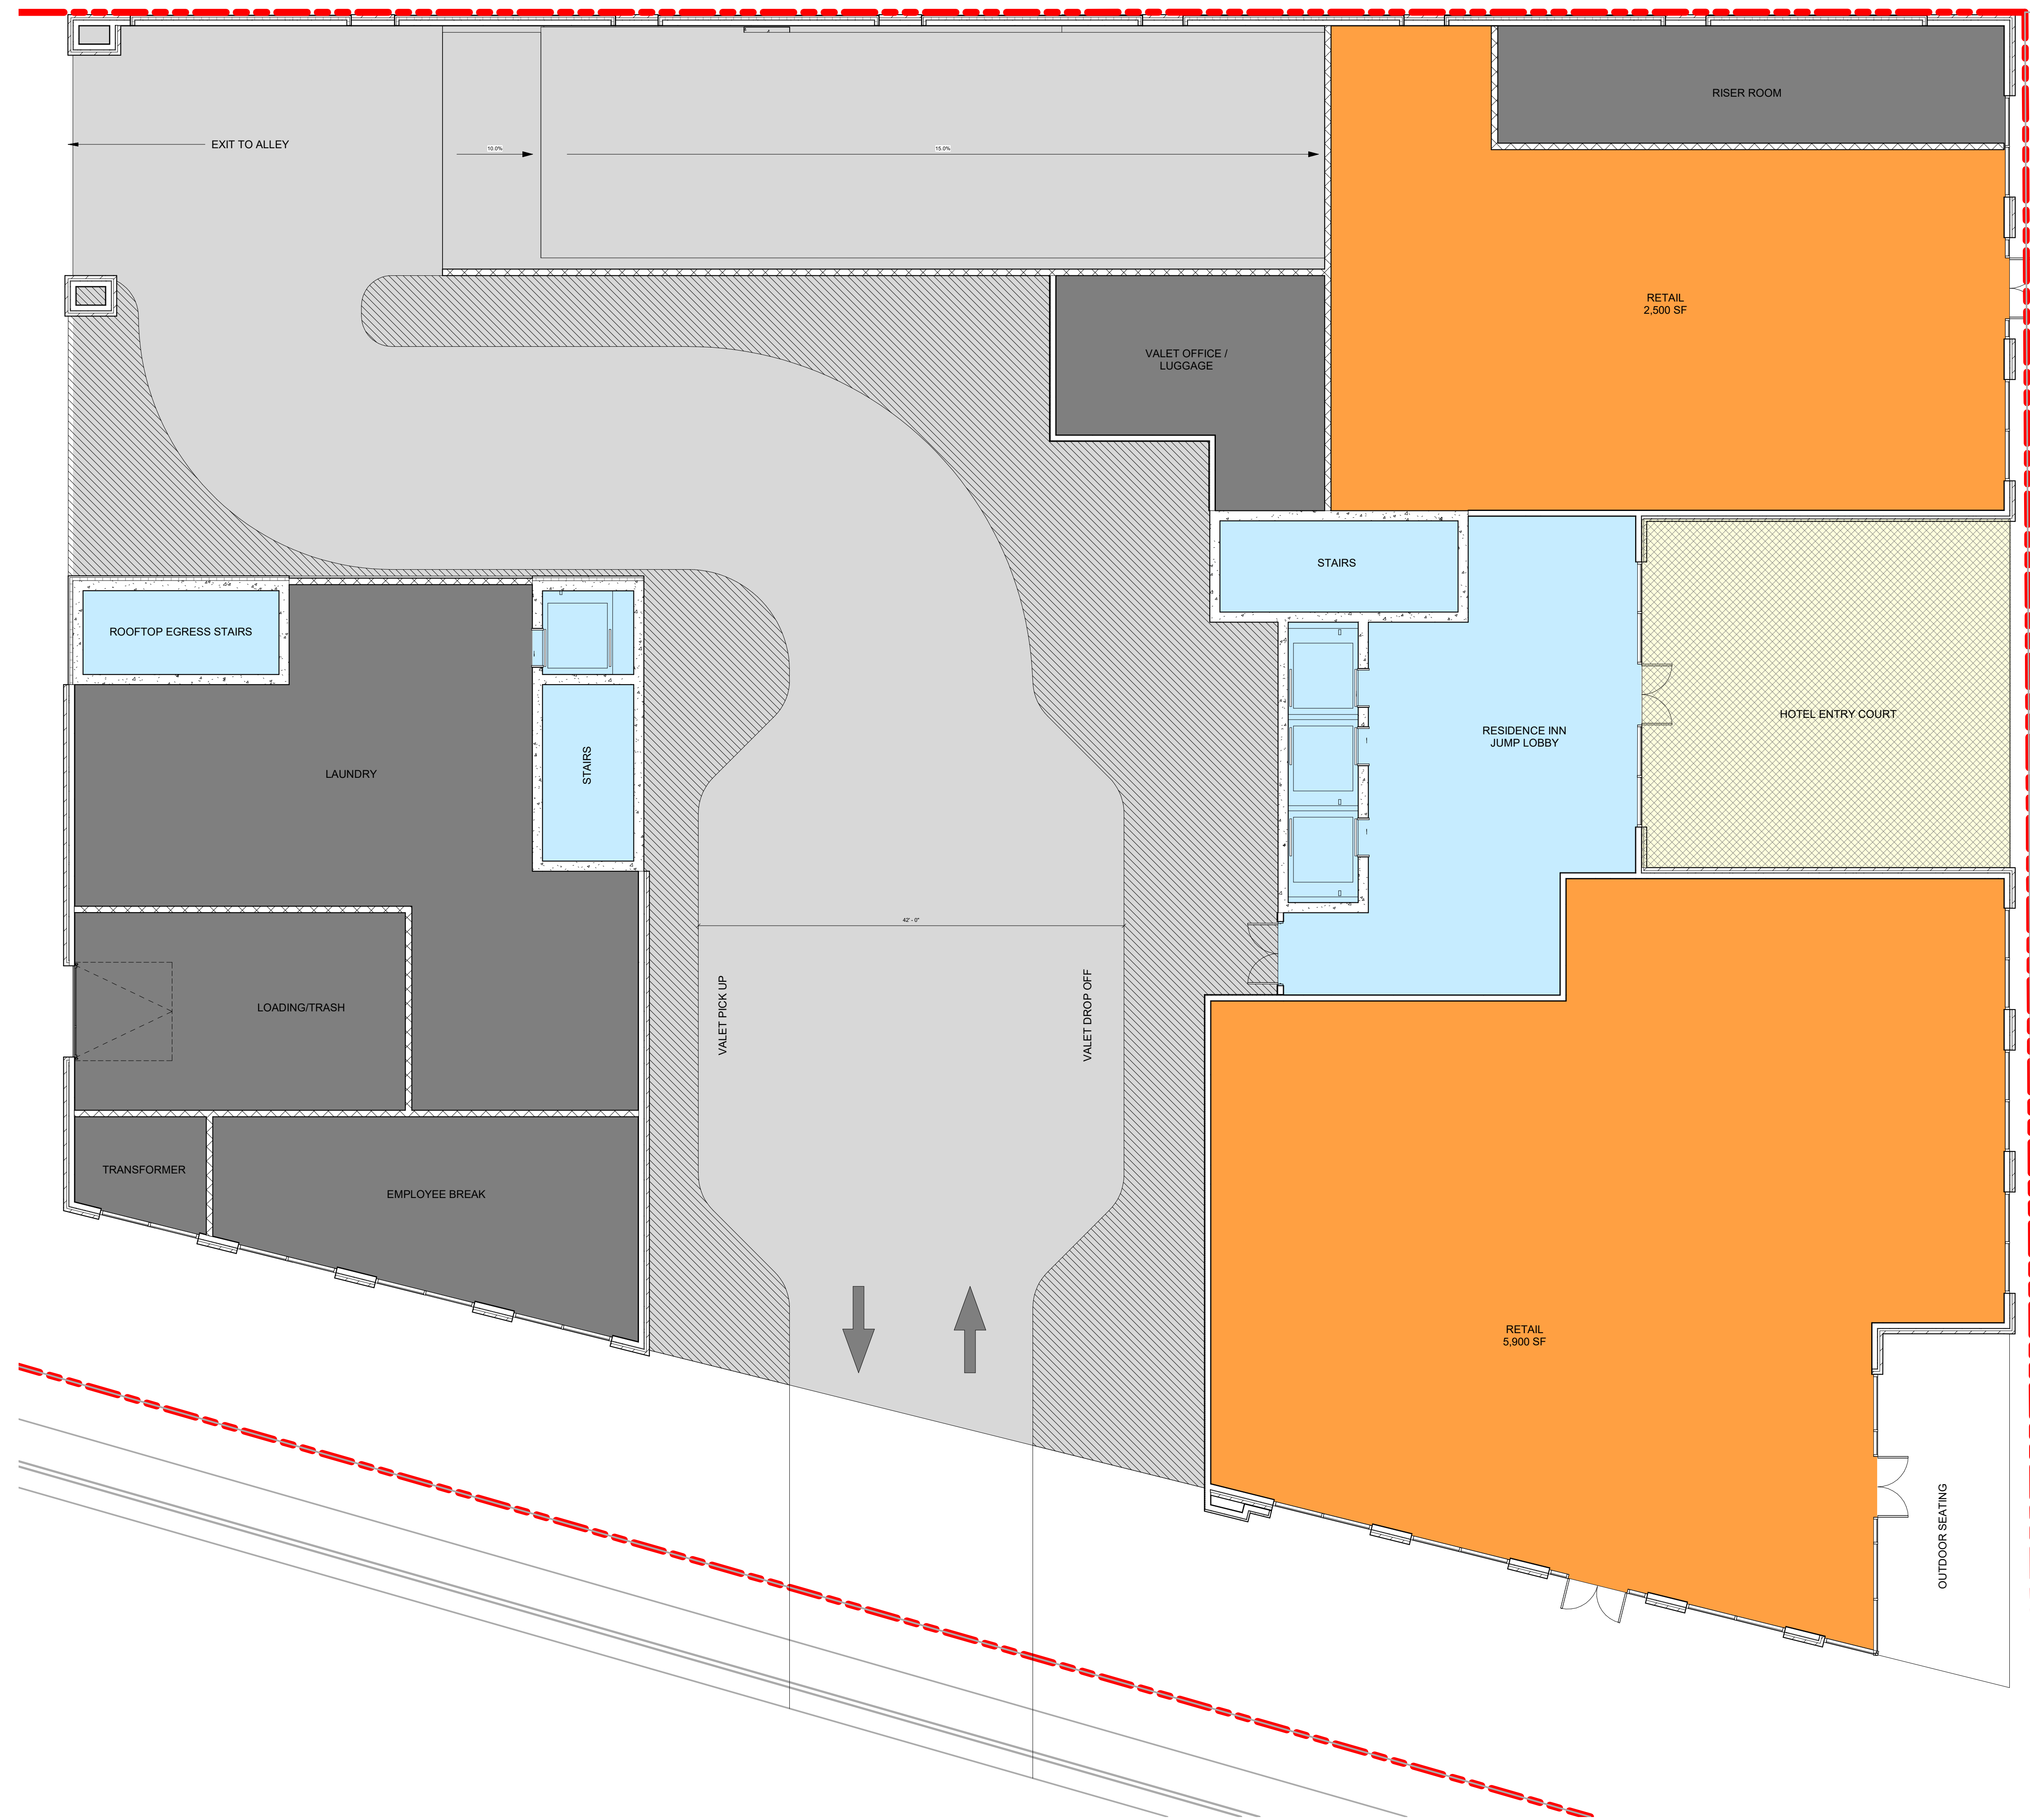 RISER ROOM
EXIT TO ALLEY
10.0%
15.0%
RETAIL
2,500 SF
VALET OFFICE /
LUGGAGE
STAIRS
ROOFTOP EGRESS STAIRS
HOTEL ENTRY COURT
RESIDENCE INN
JUMP LOBBY
STAIRS
LAUNDRY
42' - 0"
VALET PICK UP
VALET DROP OFF
LOADING/TRASH
TRANSFORMER
EMPLOYEE BREAK
RETAIL
5,900 SF
OUTDOOR SEATING